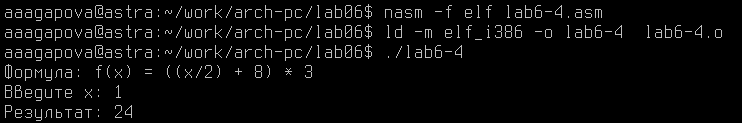 aaagapova@astra:~/work/arch-pc/lab06$ nasm -f elf lab6-4.asm
aaagapova@astra:~/work/arch-pc/lab06$ ld -m elf_i386 -o lab6-4  lab6-4.o
aaagapova@astra:~/work/arch-pc/lab06$ ./lab6-4
Формула: f(x) = ((x/2) + 8) * 3
Введите x: 1
Результат: 24